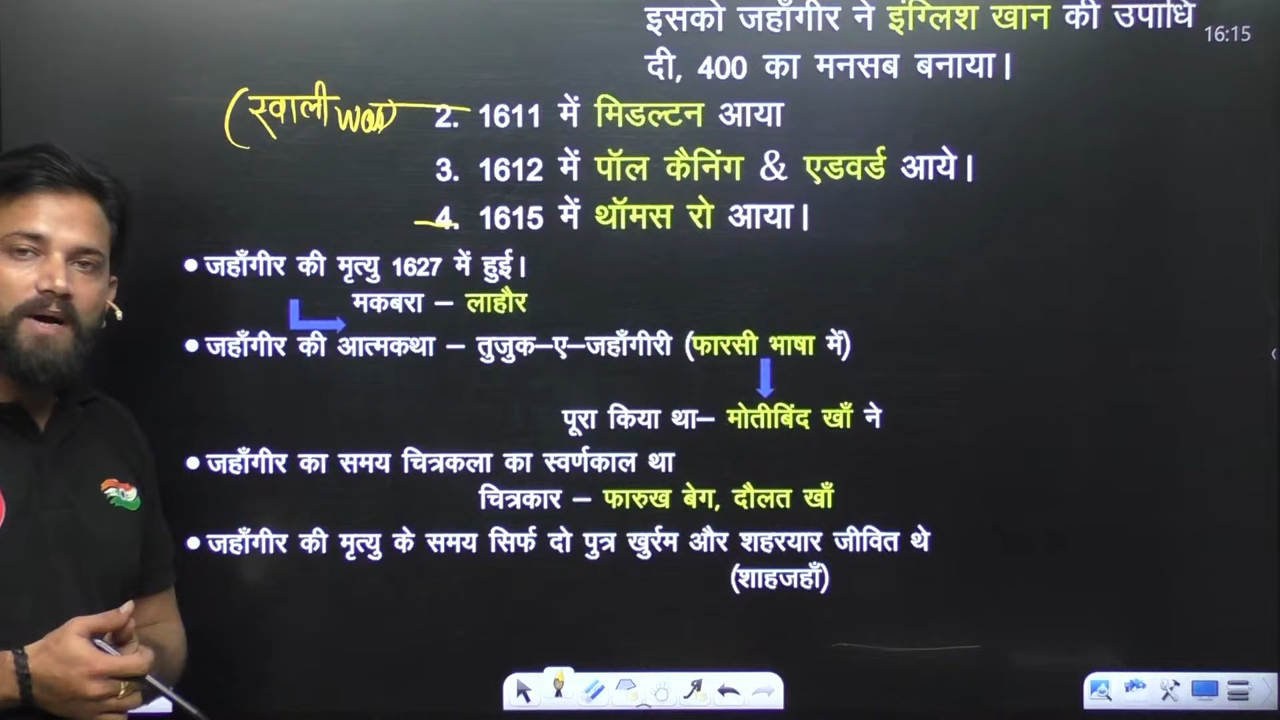 इसको जहाँगीर ने इंग्लिश खान की उपाधि
16:15
दी, 400 का मनसब बनाया।
(स्वाली war)
2. 1611 में मिडल्टन आया
3. 1612 में पॉल कैनिंग & एडवर्ड आये।
4. 1615 में थॉमस रो आया।
• जहाँगीर की मृत्यु 1627 में हुई।
मकबरा – लाहौर
• जहाँगीर की आत्मकथा – तुजुक–ए–जहाँगीरी (फारसी भाषा में)
पूरा किया था– मोतीबिंद खाँ ने
• जहाँगीर का समय चित्रकला का स्वर्णकाल था
चित्रकार – फारुख बेग, दौलत खाँ
• जहाँगीर की मृत्यु के समय सिर्फ दो पुत्र खुर्रम और शहरयार जीवित थे
(शाहजहाँ)